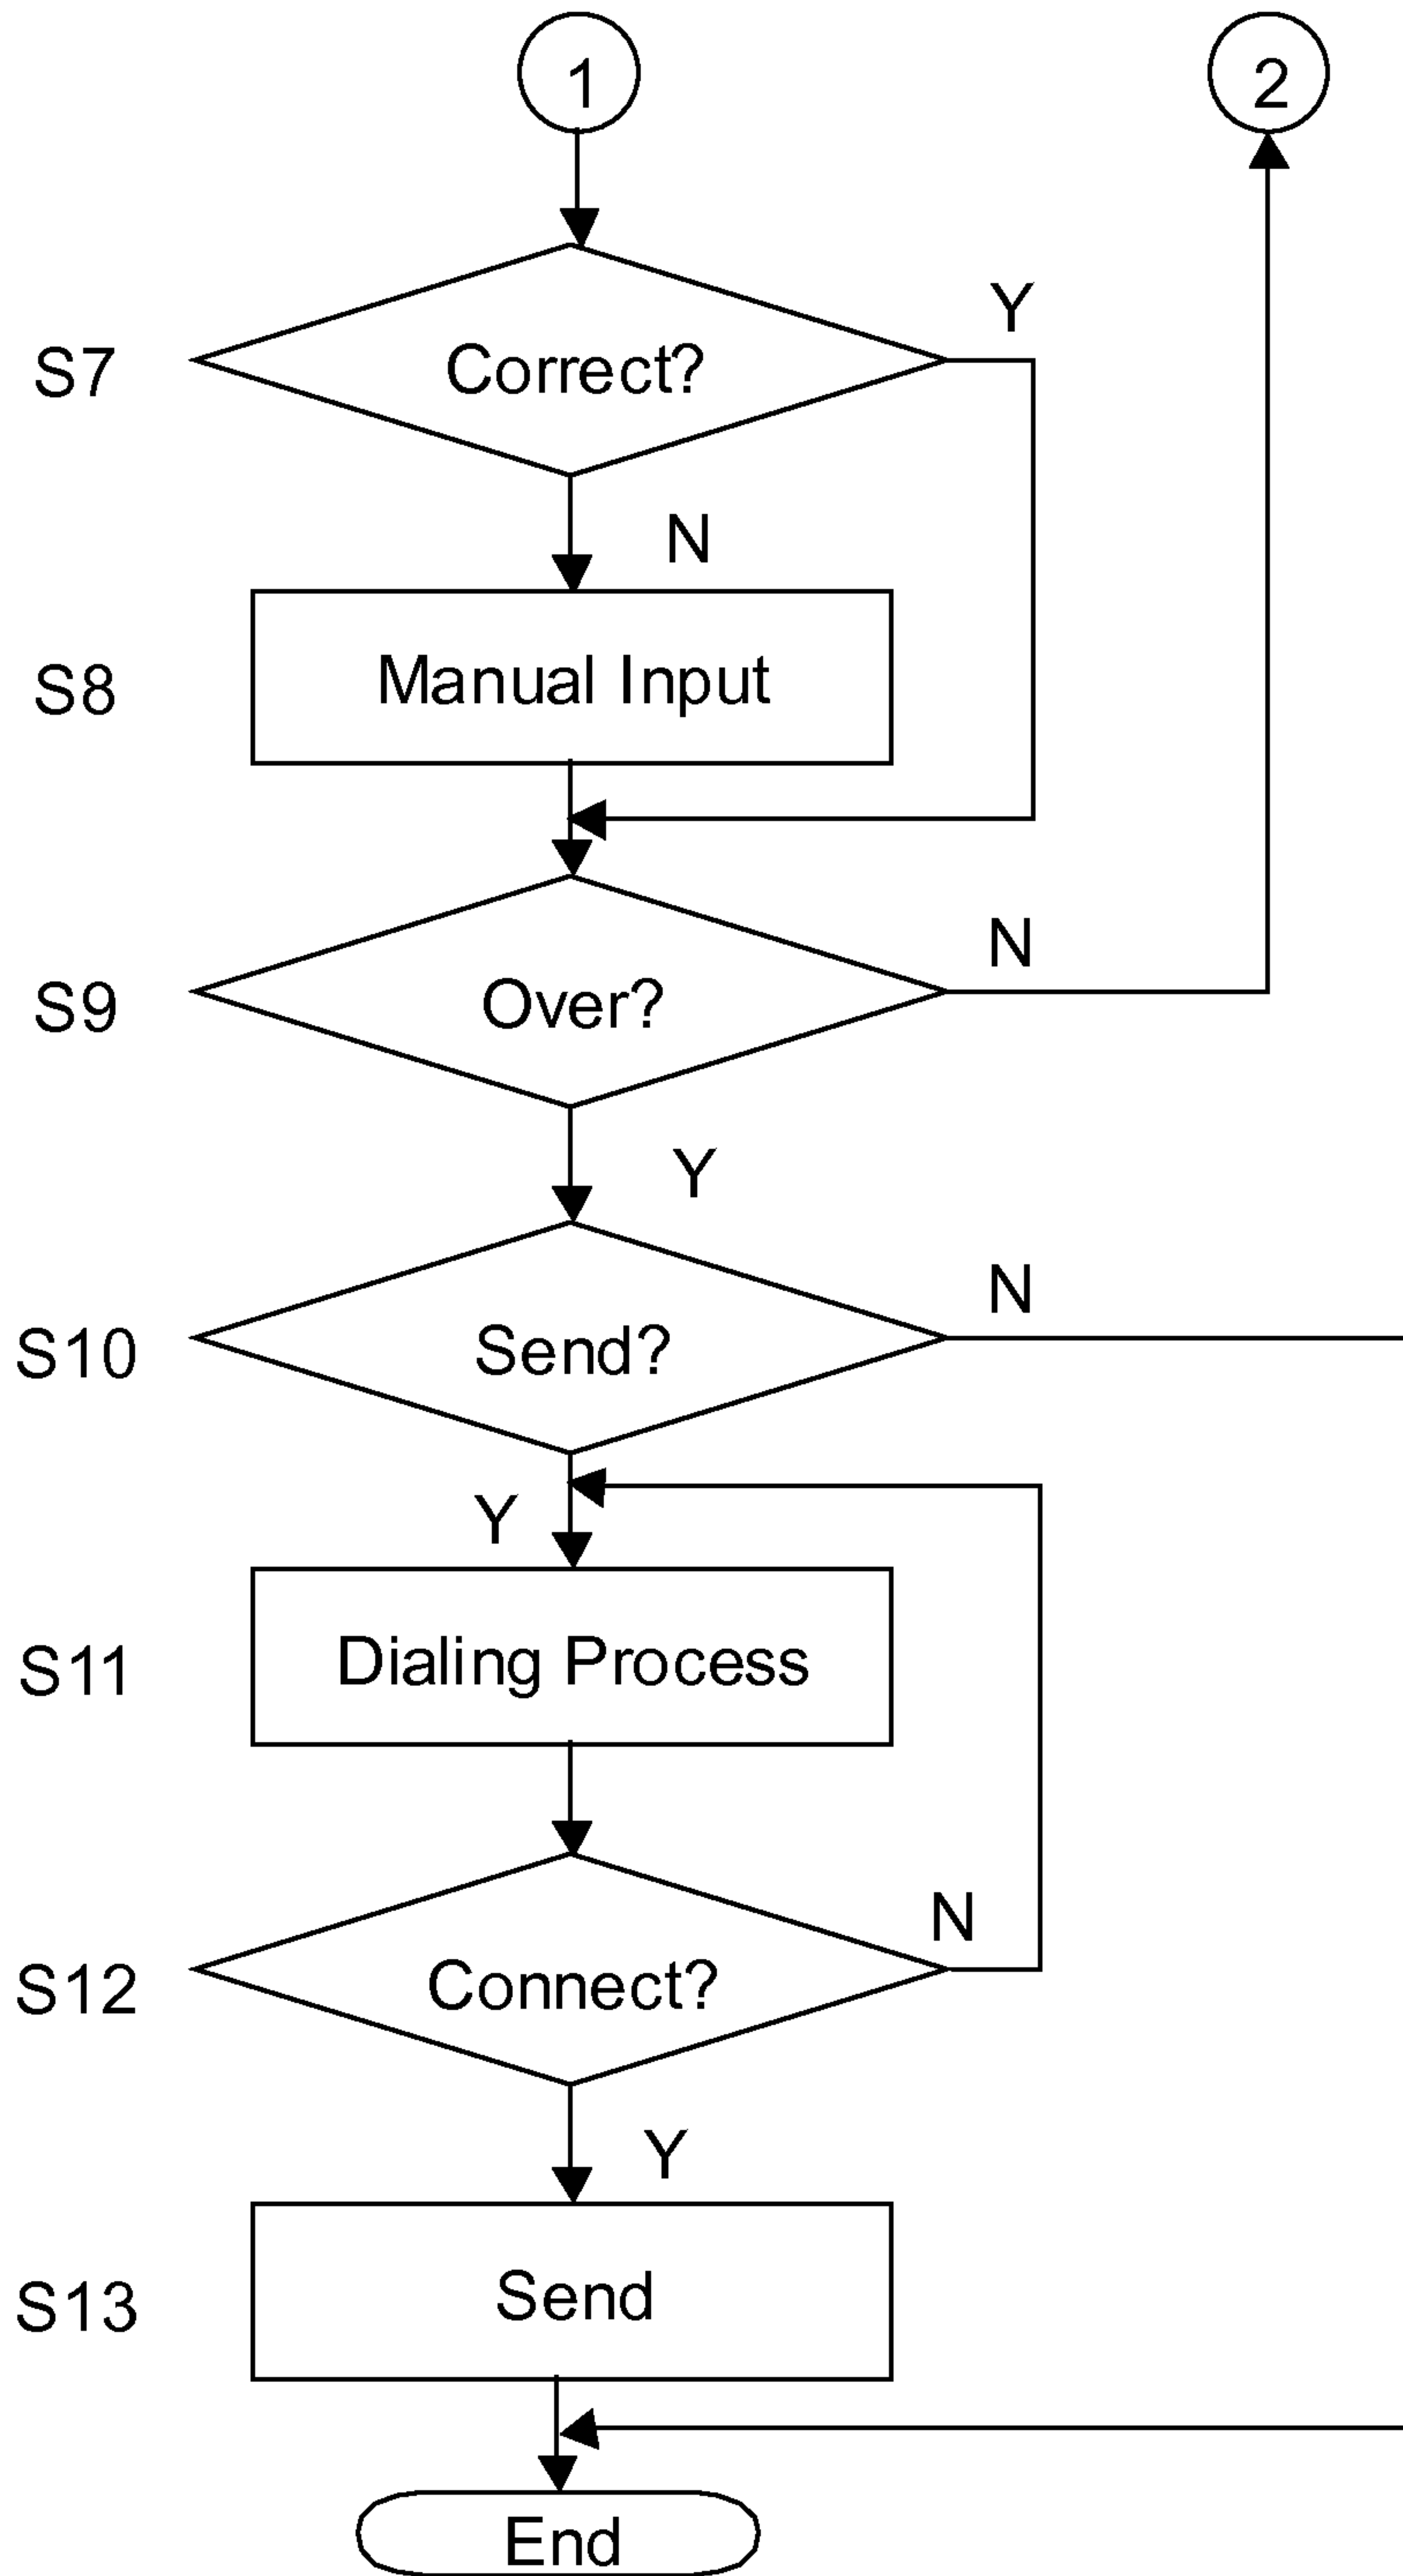 1
2
Y
S7
Correct?
N
S8
Manual Input
N
S9
Over?
Y
N
S10
Send?
Y
S11
Dialing Process
N
S12
Connect?
Y
S13
Send
End